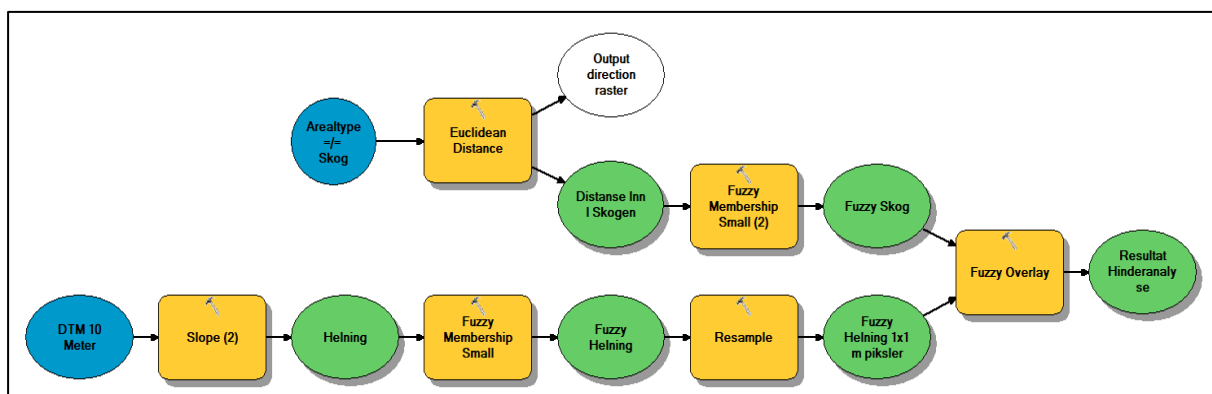 Output
direction
raster
Arealtype
=/=
Skog
Euclidean
Distance
Distanse Inn
I Skogen
Fuzzy
Membership
Small (2)
Fuzzy Skog
Fuzzy Overlay
Resultat
Hinderanaly
se
DTM 10
Meter
Slope (2)
Helning
Fuzzy
Membership
Small
Fuzzy
Helning
Resample
Fuzzy
Helning 1x1
m piksler